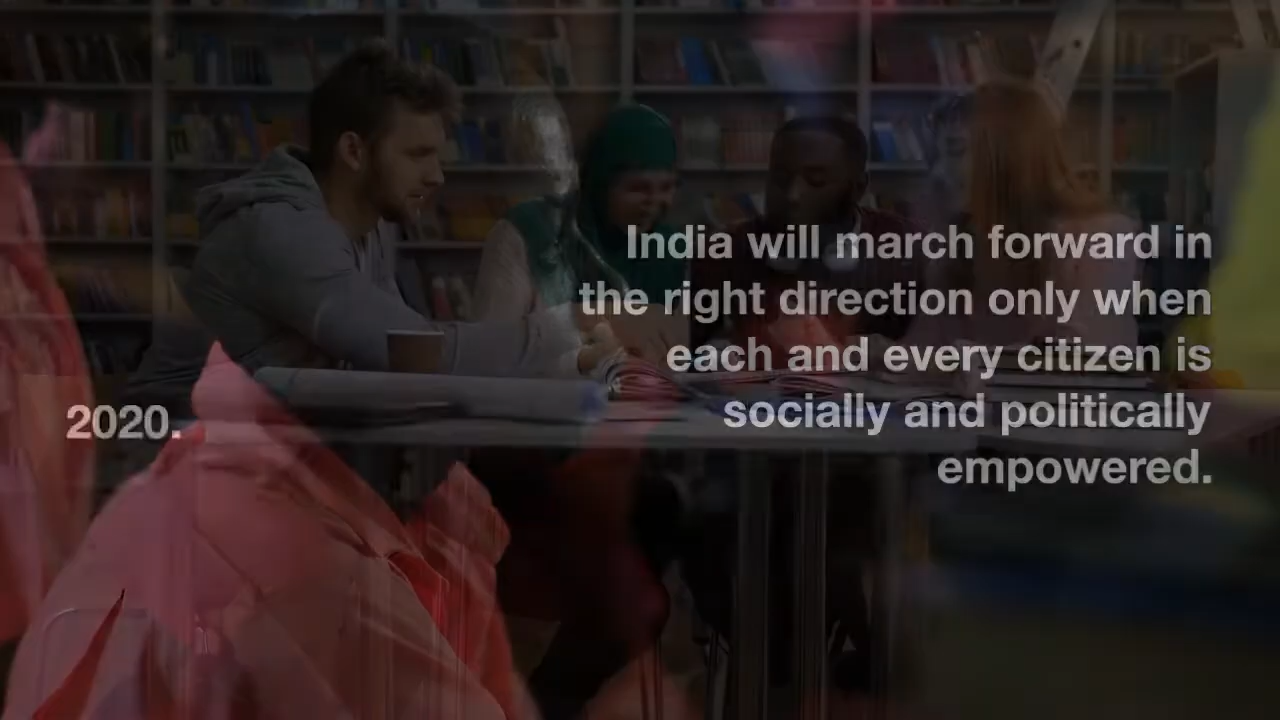 India will march forward in
the right direction only when
each and every citizen is
socially and politically
empowered.
2020.